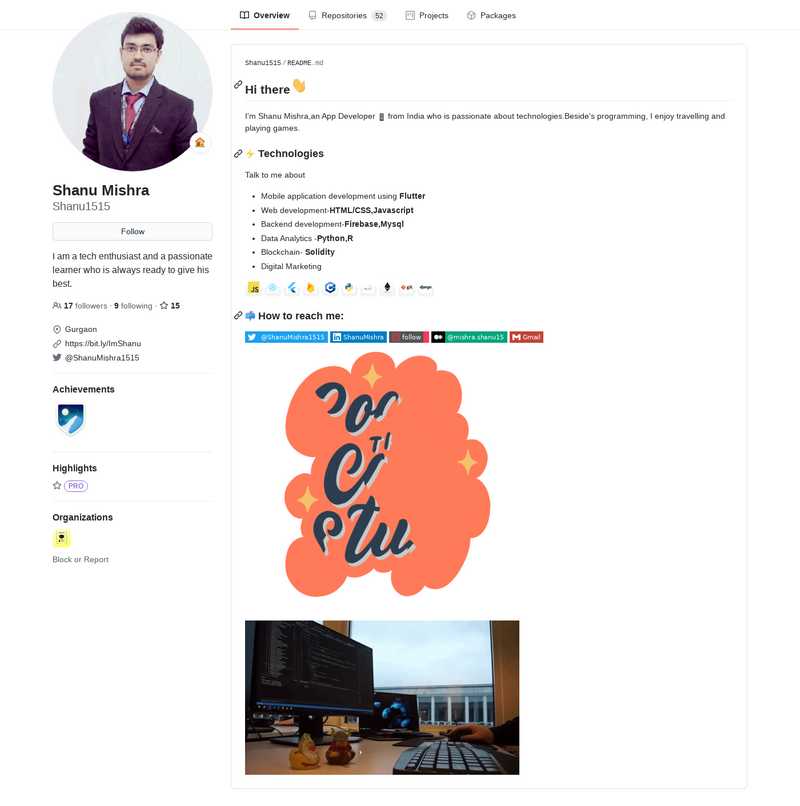 Overview
Repositories 52
Projects
Packages
Shanu Mishra
Shanu1515
Follow
I am a tech enthusiast and a passionate
learner who is always ready to give his
best.
17 followers · 9 following · 15
Gurgaon
https://bit.ly/ImShanu
@ShanuMishra1515
Achievements
Highlights
PRO
Organizations
Block or Report
Shanu1515 / README.md
Hi there
I'm Shanu Mishra,an App Developer from India who is passionate about technologies.Beside's programming, I enjoy travelling and
playing games.
Technologies
Talk to me about
• Mobile application development using Flutter
• Web development-HTML/CSS,Javascript
• Backend development-Firebase,Mysql
• Data Analytics -Python,R
• Blockchain- Solidity
• Digital Marketing
JS git django
How to reach me:
@ShanuMishra1515 ShanuMishra follow @mishra.shanu15 Gmail